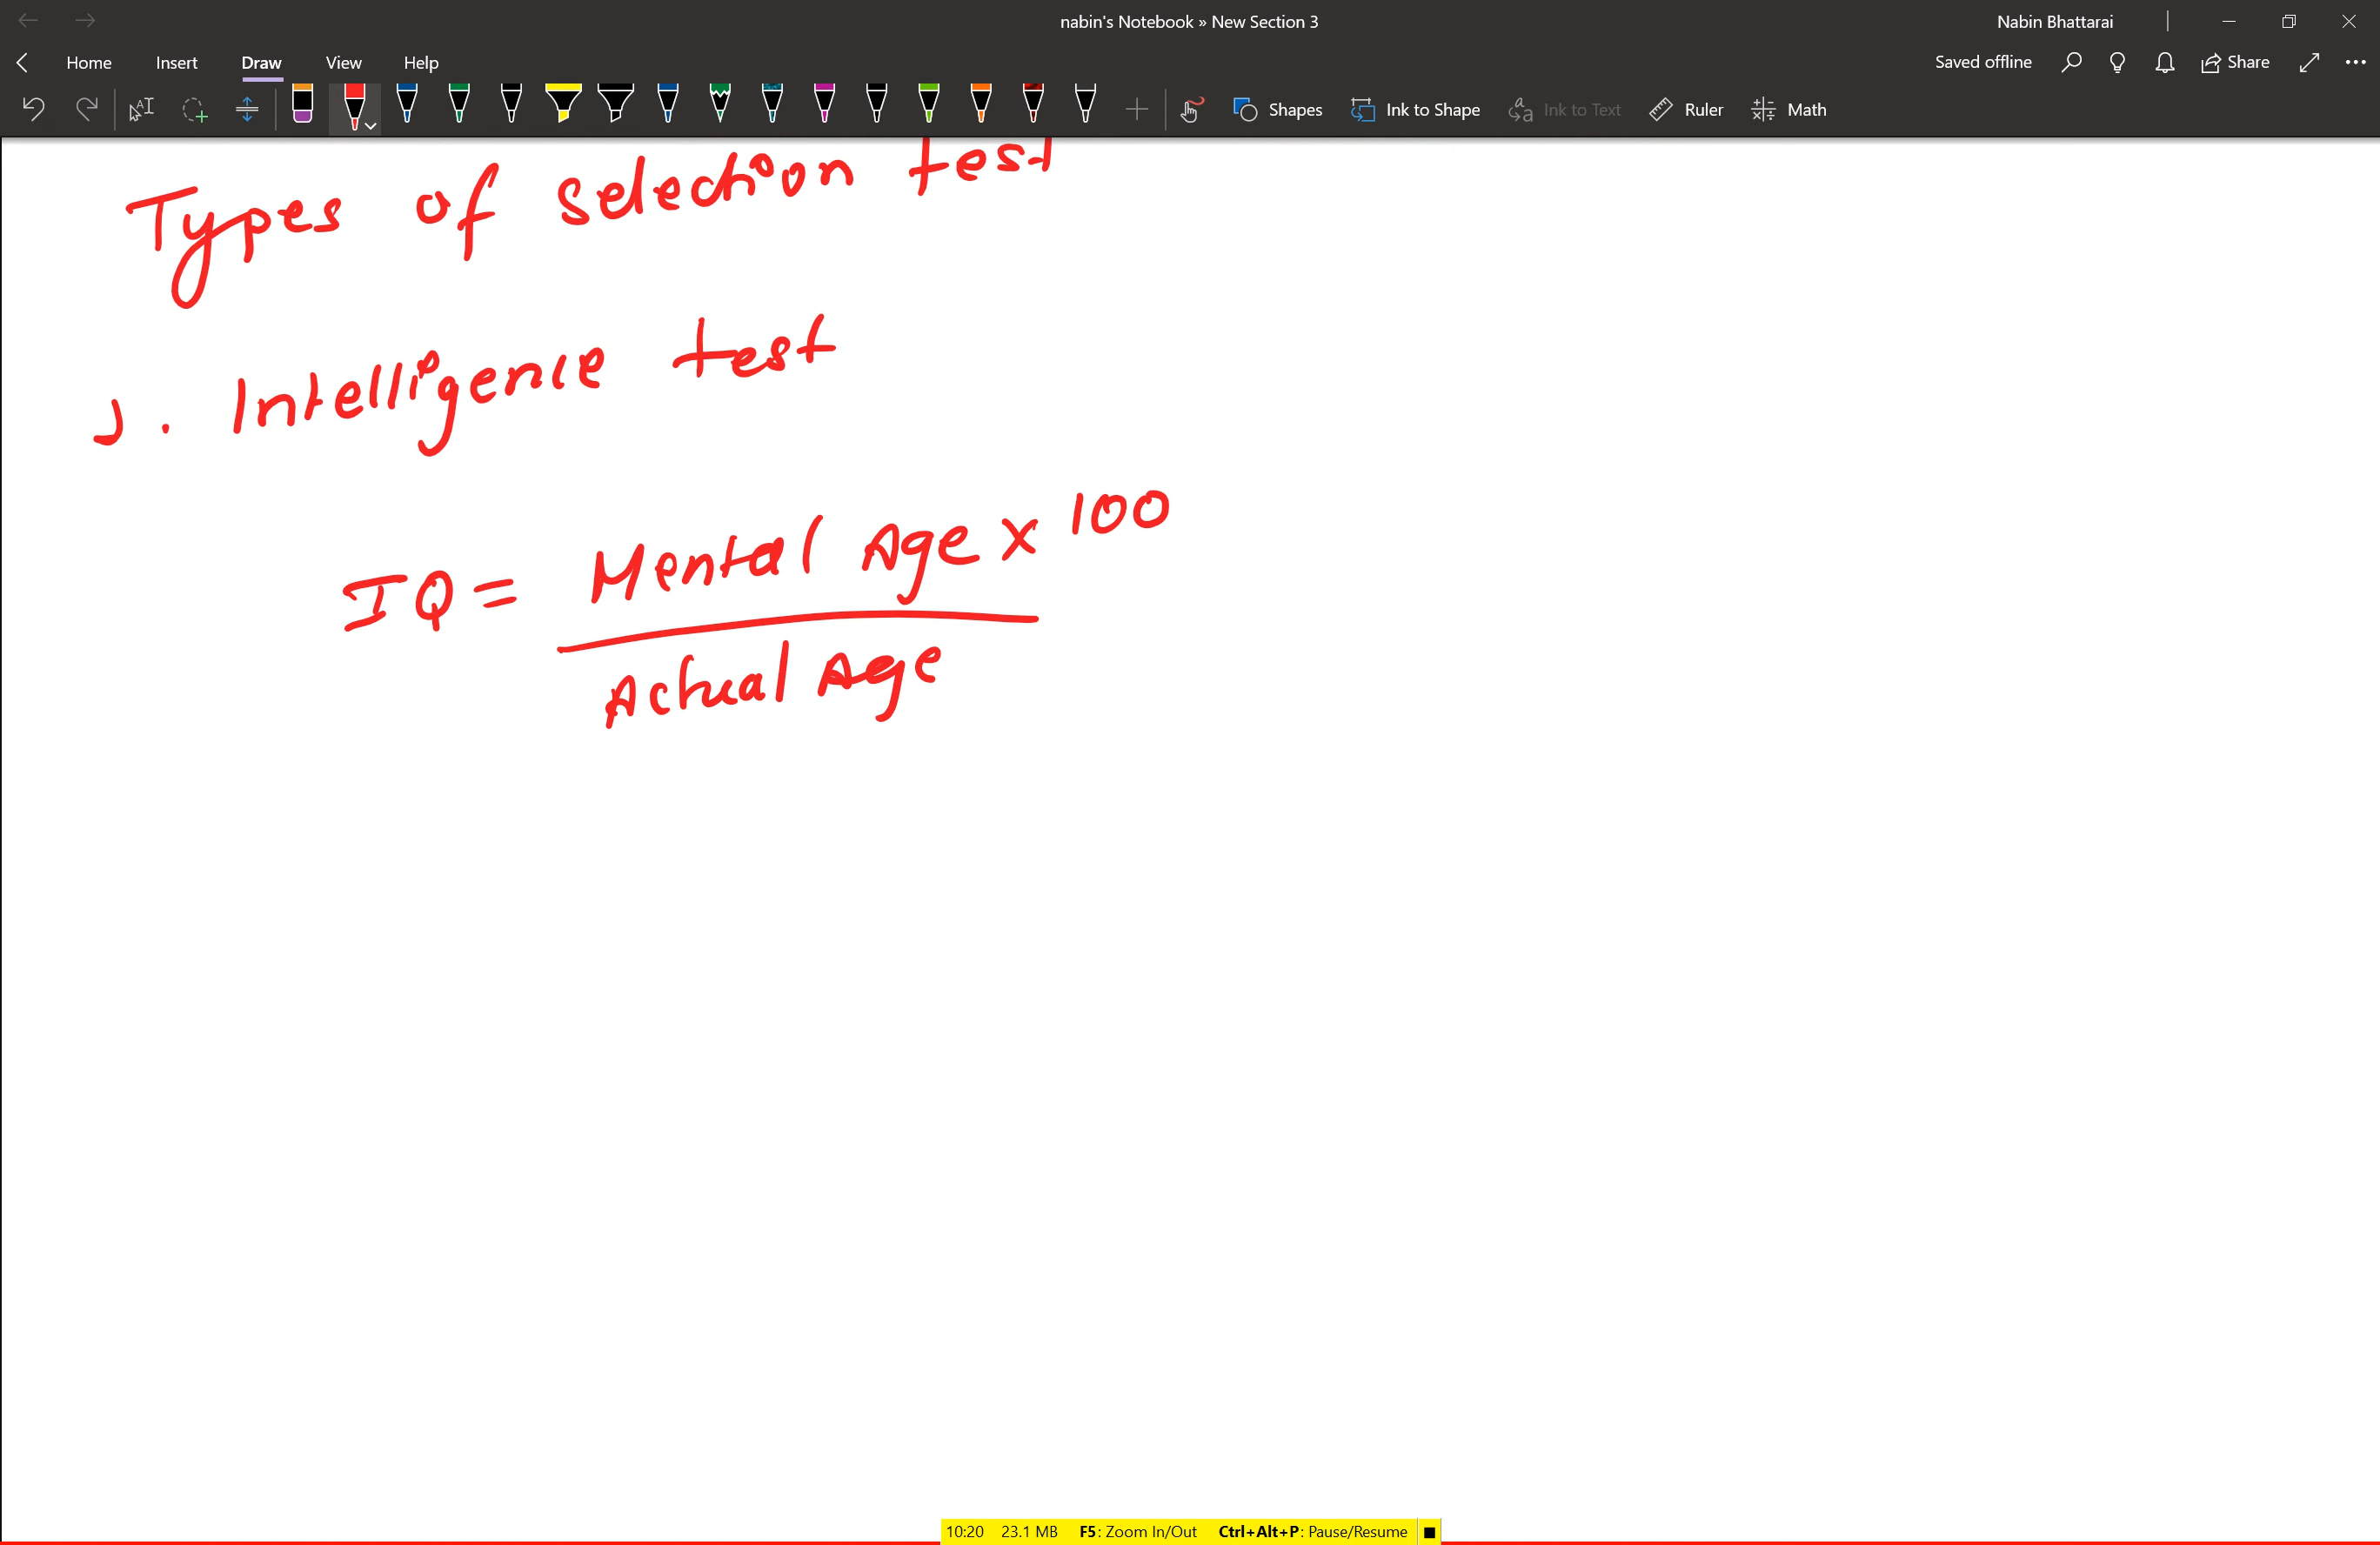 nabin's Notebook » New Section 3
Nabin Bhattarai
Home Insert Draw View Help
Saved offline Share
Shapes Ink to Shape Ink to Text Ruler Math
Types of selection test
1. Intelligence test
IQ = Mental Age × 100
Actual Age
10:20 23.1 MB F5: Zoom In/Out Ctrl+Alt+P: Pause/Resume